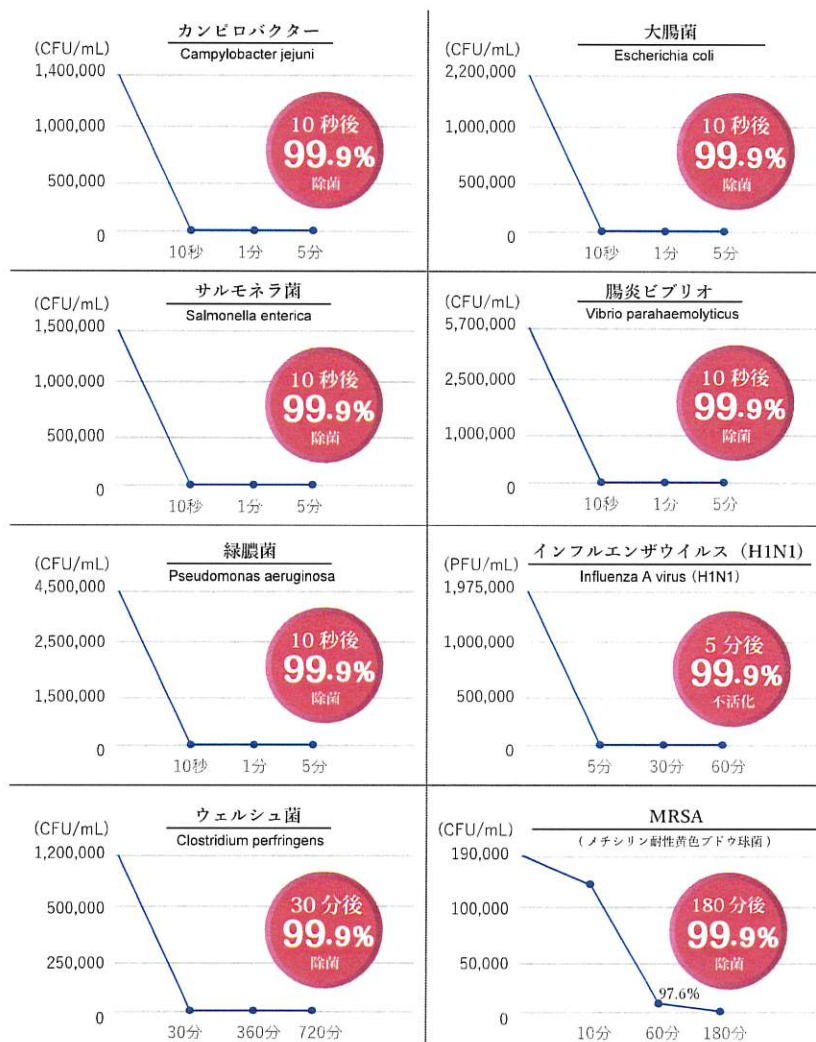 カンピロバクター
Campylobacter jejuni
(CFU/mL)
1,400,000
1,000,000
500,000
0
10秒 1分 5分
10秒後
99.9%
除菌
大腸菌
Escherichia coli
(CFU/mL)
2,200,000
1,000,000
500,000
0
10秒 1分 5分
10秒後
99.9%
除菌
サルモネラ菌
Salmonella enterica
(CFU/mL)
1,500,000
1,000,000
500,000
0
10秒 1分 5分
10秒後
99.9%
除菌
腸炎ビブリオ
Vibrio parahaemolyticus
(CFU/mL)
5,700,000
2,500,000
1,000,000
0
10秒 1分 5分
10秒後
99.9%
除菌
緑膿菌
Pseudomonas aeruginosa
(CFU/mL)
4,500,000
2,500,000
1,500,000
0
10秒 1分 5分
10秒後
99.9%
除菌
インフルエンザウイルス（H1N1）
Influenza A virus（H1N1）
(PFU/mL)
1,975,000
1,000,000
500,000
0
5分 30分 60分
5分後
99.9%
不活化
ウェルシュ菌
Clostridium perfringens
(CFU/mL)
1,200,000
500,000
250,000
0
30分 360分 720分
30分後
99.9%
除菌
MRSA
（メチシリン耐性黄色ブドウ球菌）
(CFU/mL)
190,000
100,000
50,000
0
97.6%
10分 60分 180分
180分後
99.9%
除菌